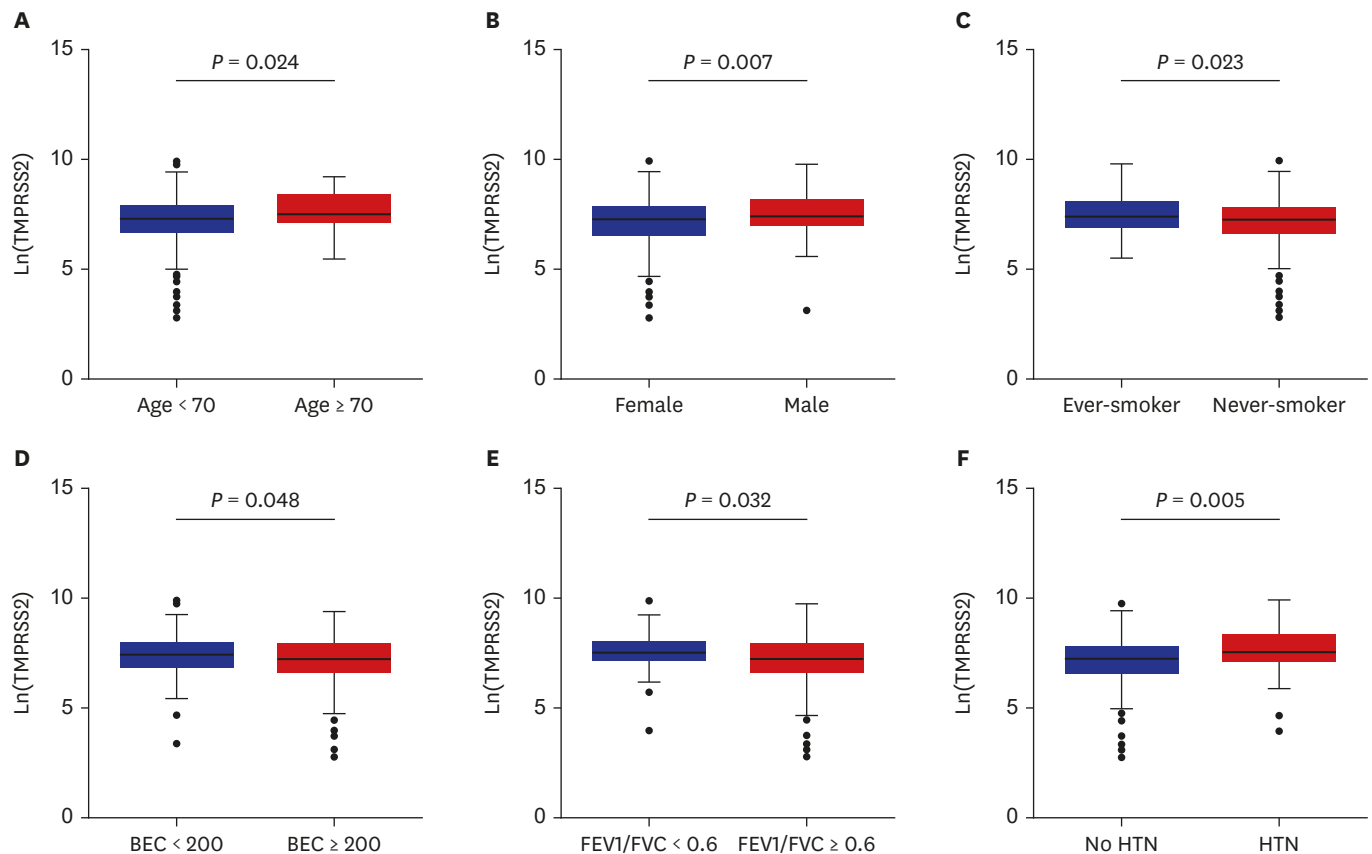 A
15
10
5
0
Ln(TMPRSS2)
P = 0.024
Age < 70
Age ≥ 70
B
15
10
5
0
Ln(TMPRSS2)
P = 0.007
Female
Male
C
15
10
5
0
Ln(TMPRSS2)
P = 0.023
Ever-smoker
Never-smoker
D
15
10
5
0
Ln(TMPRSS2)
P = 0.048
BEC < 200
BEC ≥ 200
E
15
10
5
0
Ln(TMPRSS2)
P = 0.032
FEV1/FVC < 0.6
FEV1/FVC ≥ 0.6
F
15
10
5
0
Ln(TMPRSS2)
P = 0.005
No HTN
HTN